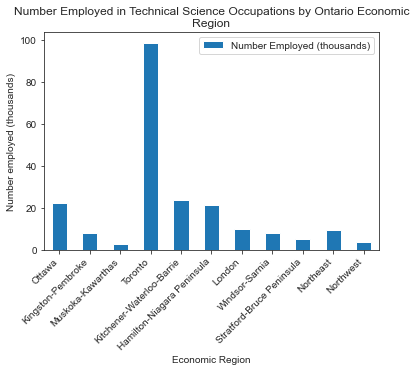 Number Employed in Technical Science Occupations by Ontario Economic
Region
Number Employed (thousands)
Number employed (thousands)
100
80
60
40
20
0
Ottawa
Kingston-Pembroke
Muskoka-Kawarthas
Toronto
Kitchener-Waterloo-Barrie
Hamilton-Niagara Peninsula
London
Windsor-Sarnia
Stratford-Bruce Peninsula
Northeast
Northwest
Economic Region